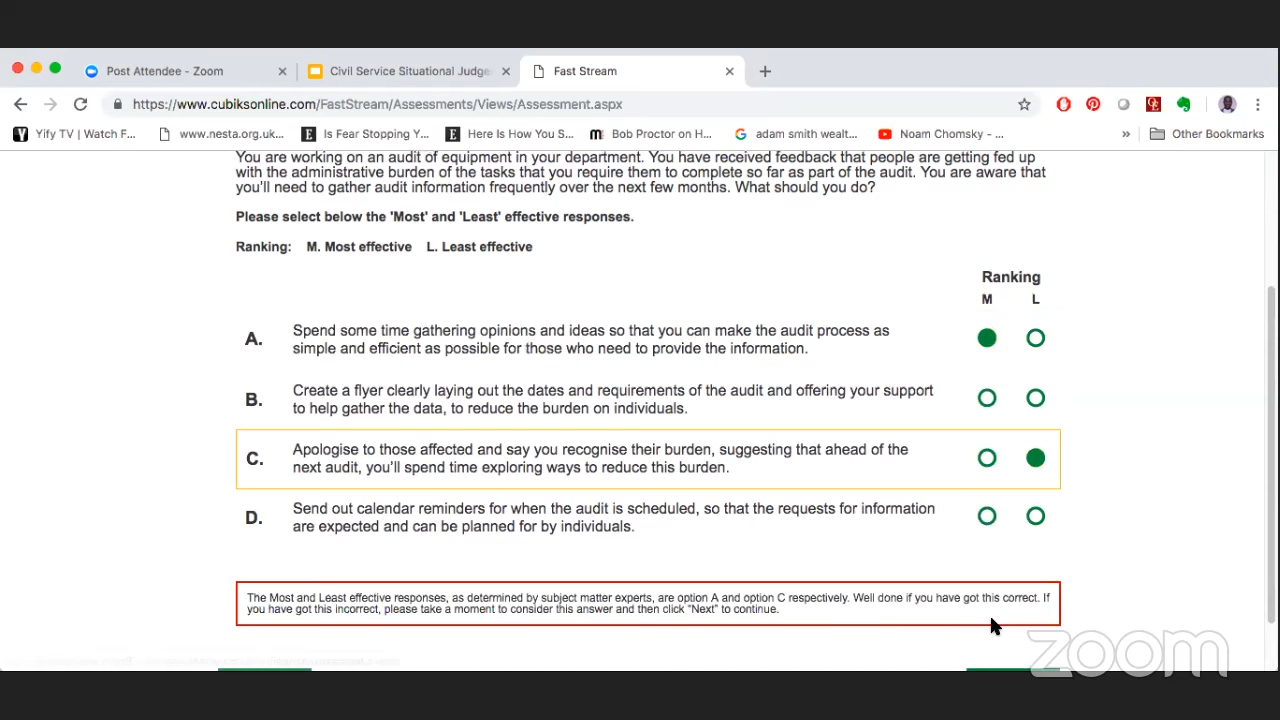 Post Attendee - Zoom
Civil Service Situational Judge
Fast Stream
https://www.cubiksonline.com/FastStream/Assessments/Views/Assessment.aspx
Yify TV | Watch F... www.nesta.org.uk... Is Fear Stopping Y... Here Is How You S... Bob Proctor on H... adam smith wealt... Noam Chomsky - ... » Other Bookmarks
You are working on an audit of equipment in your department. You have received feedback that people are getting fed up
with the administrative burden of the tasks that you require them to complete so far as part of the audit. You are aware that
you'll need to gather audit information frequently over the next few months. What should you do?
Please select below the 'Most' and 'Least' effective responses.
Ranking: M. Most effective L. Least effective
Ranking
M L
A. Spend some time gathering opinions and ideas so that you can make the audit process as
simple and efficient as possible for those who need to provide the information.
B. Create a flyer clearly laying out the dates and requirements of the audit and offering your support
to help gather the data, to reduce the burden on individuals.
C. Apologise to those affected and say you recognise their burden, suggesting that ahead of the
next audit, you'll spend time exploring ways to reduce this burden.
D. Send out calendar reminders for when the audit is scheduled, so that the requests for information
are expected and can be planned for by individuals.
The Most and Least effective responses, as determined by subject matter experts, are option A and option C respectively. Well done if you have got this correct. If
you have got this incorrect, please take a moment to consider this answer and then click "Next" to continue.
zoom